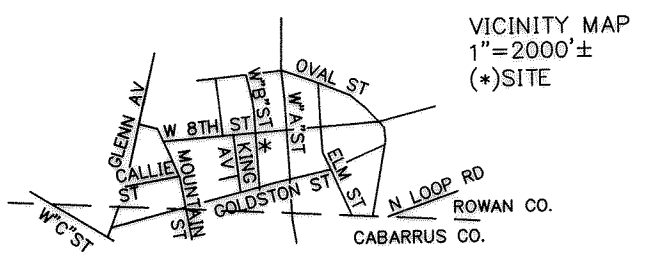 VICINITY MAP
1"=2000'±
(*)SITE
OVAL ST
GLENN AV
W"B"ST
W"A"ST
W 8TH ST
*
CALLIE ST
MOUNTAIN ST
KING AV
ELM ST
GOLDSTON ST
N LOOP RD
W"C"ST
ROWAN CO.
CABARRUS CO.